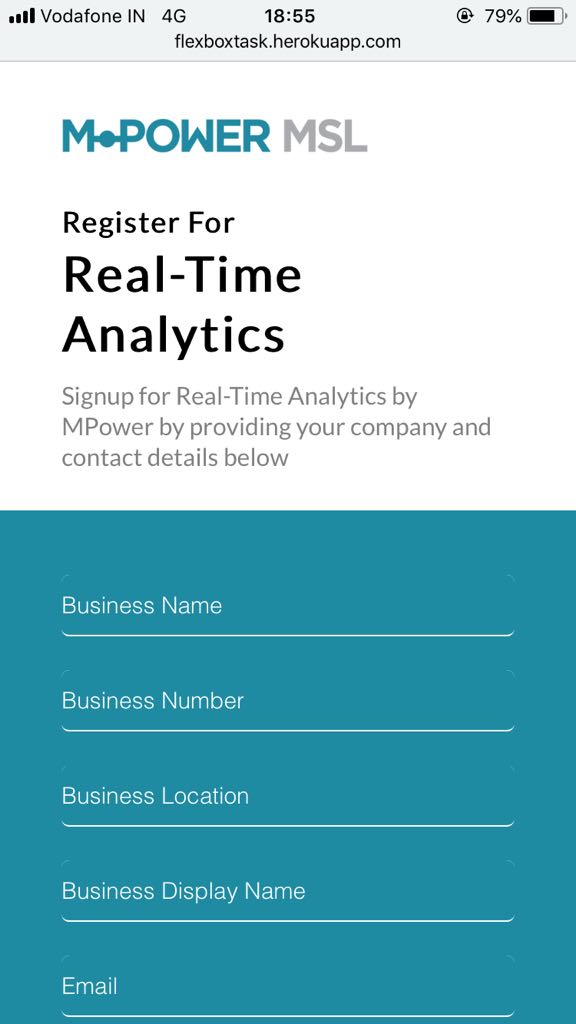 Vodafone IN 4G 18:55 79%
flexboxtask.herokuapp.com
M•POWER MSL
Register For
Real-Time
Analytics
Signup for Real-Time Analytics by
MPower by providing your company and
contact details below
Business Name
Business Number
Business Location
Business Display Name
Email